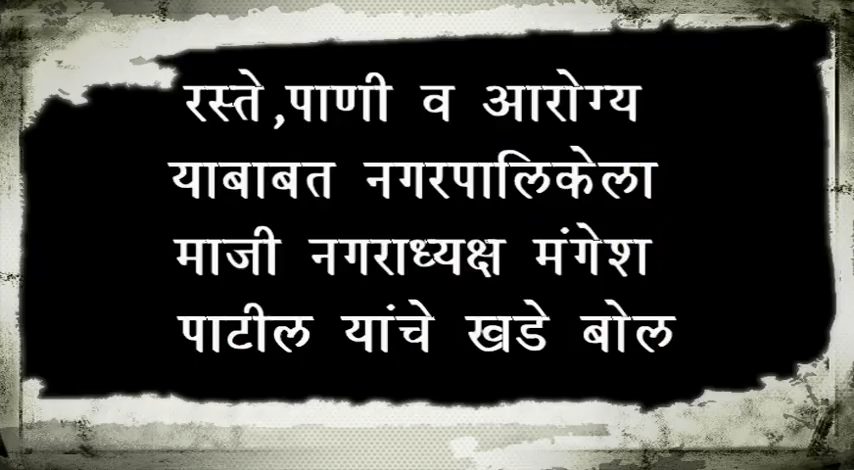 रस्ते,पाणी व आरोग्य
याबाबत नगरपालिकेला
माजी नगराध्यक्ष मंगेश
पाटील यांचे खडे बोल